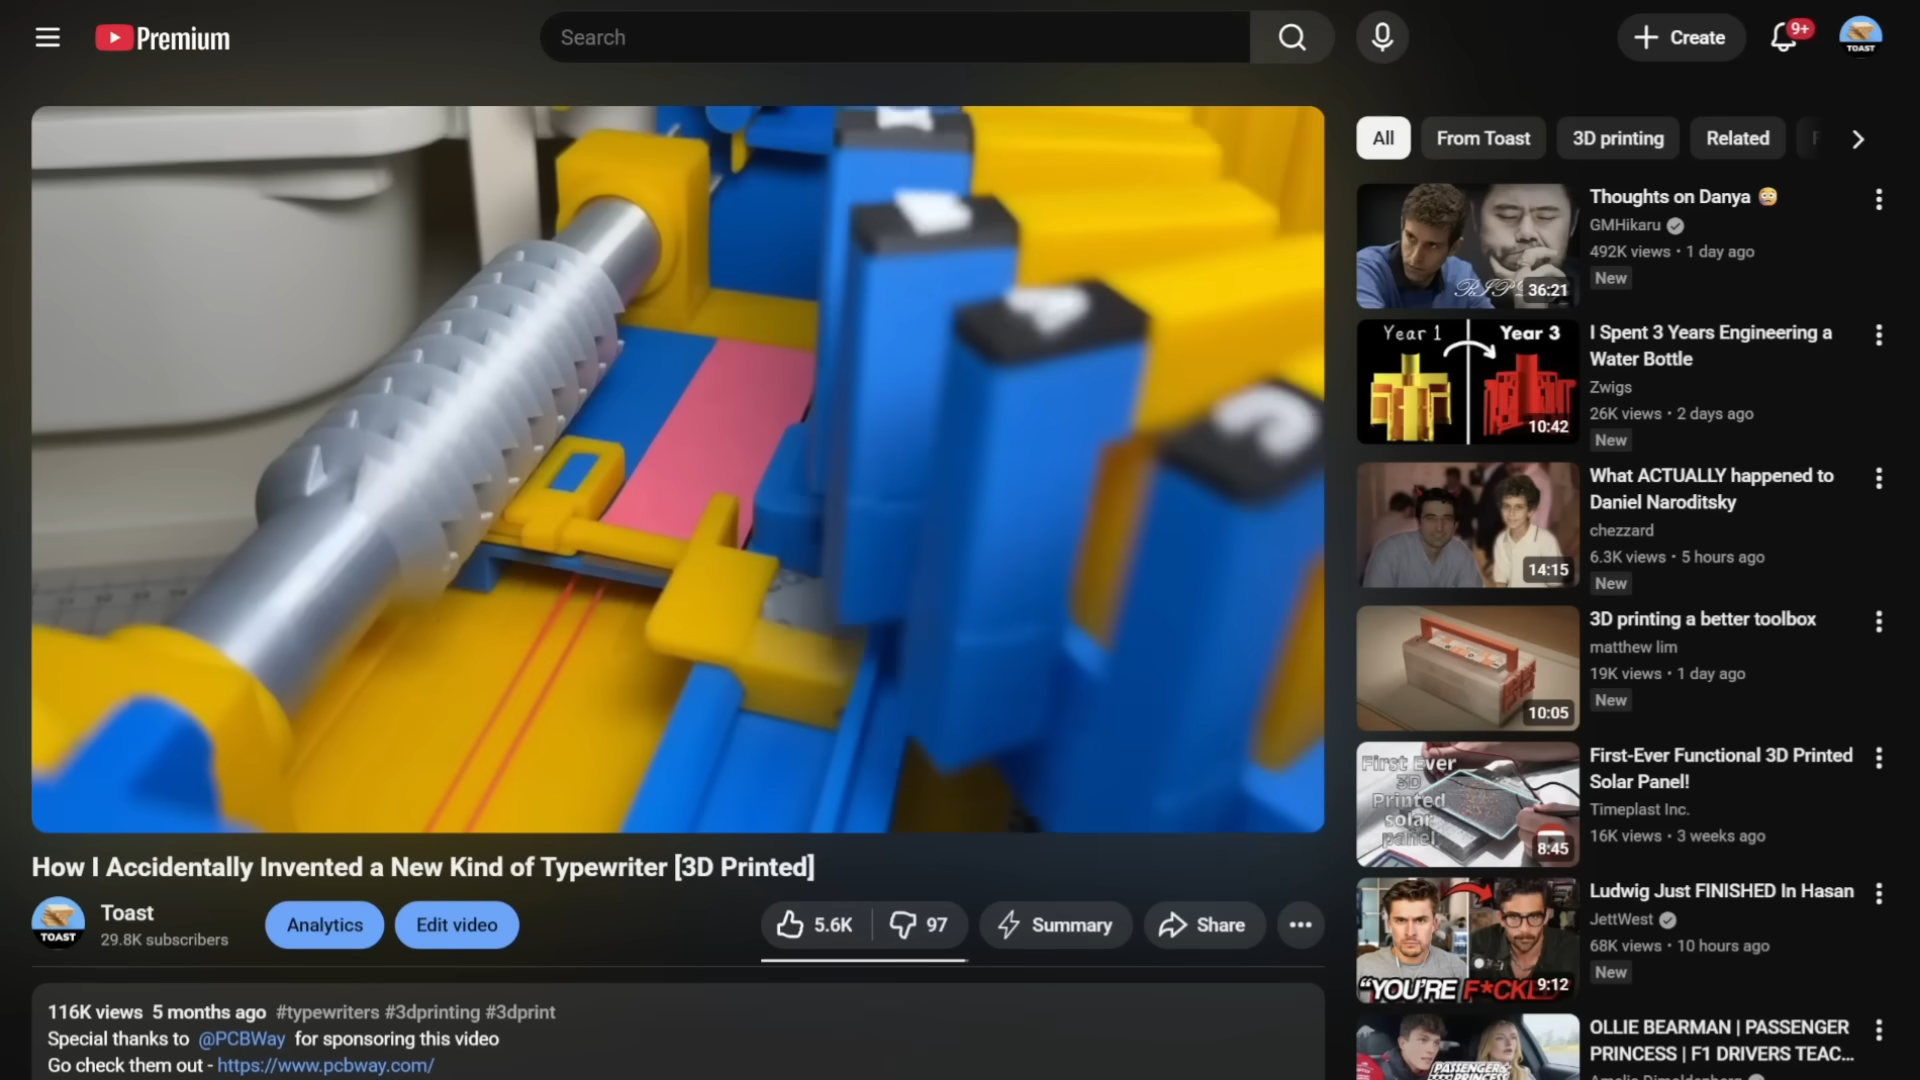 Premium
Search
Create
9+
TOAST
All
From Toast
3D printing
Related
Thoughts on Danya 😳
GMHikaru
492K views • 1 day ago
New
36:21
Year 1
Year 3
10:42
I Spent 3 Years Engineering a
Water Bottle
Zwigs
26K views • 2 days ago
New
14:15
What ACTUALLY happened to
Daniel Naroditsky
chezzard
6.3K views • 5 hours ago
New
10:05
3D printing a better toolbox
matthew lim
19K views • 1 day ago
New
First Ever
3D
Printed
solar
panel
8:45
First-Ever Functional 3D Printed
Solar Panel!
Timeplast Inc.
16K views • 3 weeks ago
"YOU'RE F*CKI
9:12
Ludwig Just FINISHED In Hasan
JettWest
68K views • 10 hours ago
New
PASSENGER
PRINCESS
OLLIE BEARMAN | PASSENGER
PRINCESS | F1 DRIVERS TEAC...
How I Accidentally Invented a New Kind of Typewriter [3D Printed]
TOAST
Toast
29.8K subscribers
Analytics
Edit video
5.6K
97
Summary
Share
116K views 5 months ago #typewriters #3dprinting #3dprint
Special thanks to @PCBWay for sponsoring this video
Go check them out - https://www.pcbway.com/